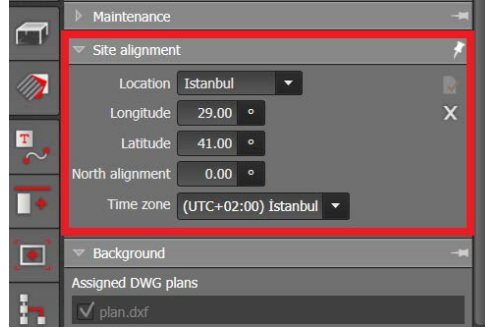 Maintenance
Site alignment
Location Istanbul
Longitude 29.00 °
Latitude 41.00 °
North alignment 0.00 °
Time zone (UTC+02:00) İstanbul
Background
Assigned DWG plans
plan.dxf
T